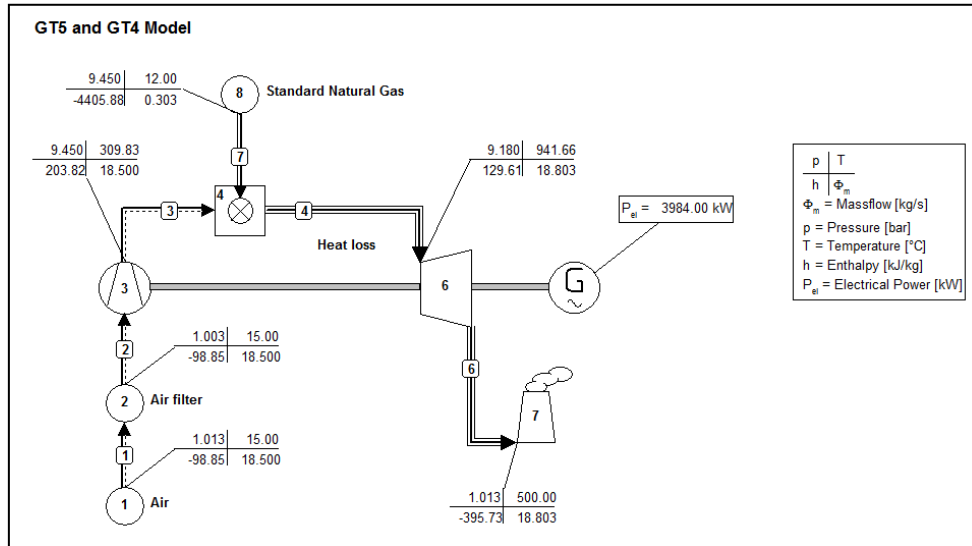 GT5 and GT4 Model
9.450 12.00
-4405.88 0.303
8 Standard Natural Gas
9.450 309.83
203.82 18.500
7
9.180 941.66
129.61 18.803
4
3
4
p T
h Φm
Φm = Massflow [kg/s]
p = Pressure [bar]
T = Temperature [°C]
h = Enthalpy [kJ/kg]
Pel = Electrical Power [kW]
Pel = 3984.00 kW
Heat loss
3
6
G
~
2
1.003 15.00
-98.85 18.500
6
2 Air filter
7
1.013 15.00
-98.85 18.500
1
1 Air
1.013 500.00
-395.73 18.803